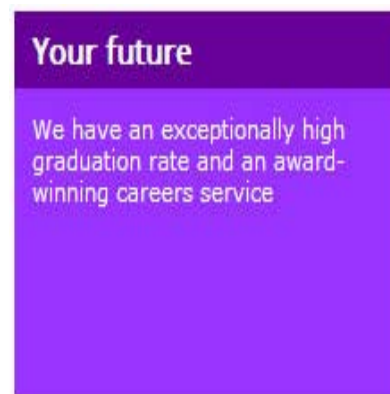 Your future
We have an exceptionally high
graduation rate and an award-
winning careers service